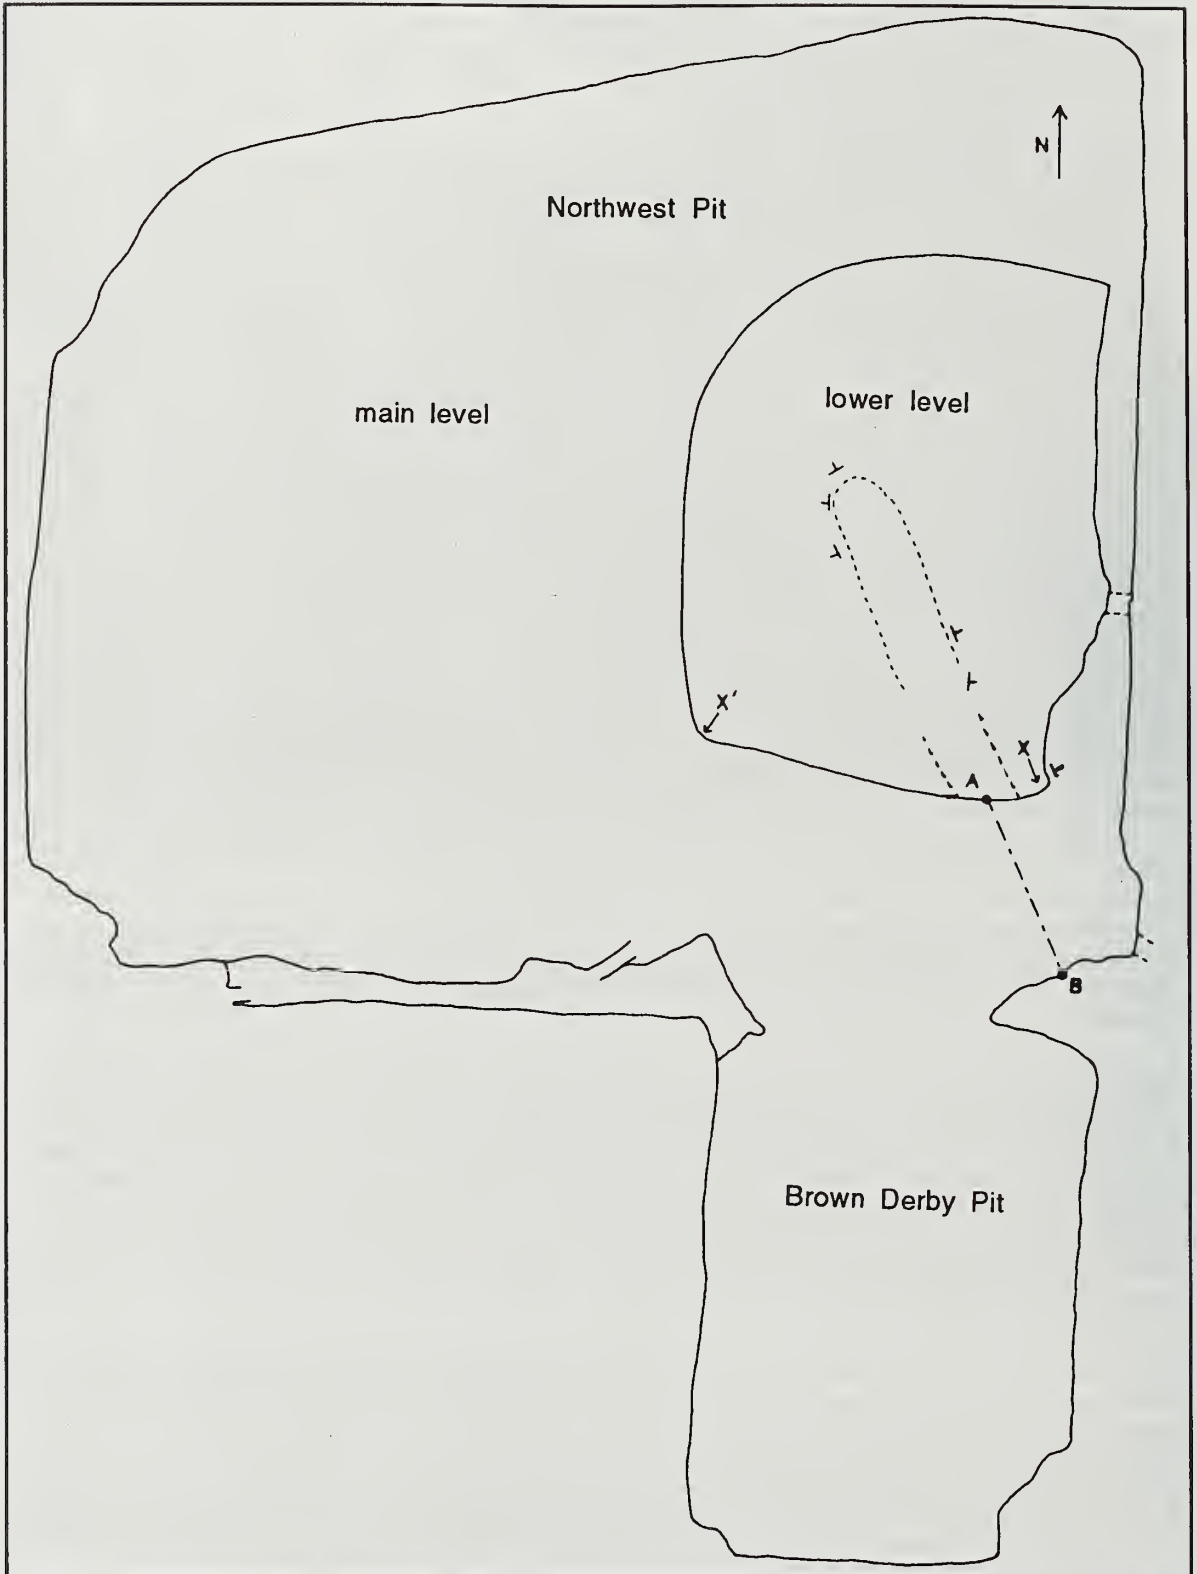 N
Northwest Pit
main level
lower level
X'
X
A
B
Brown Derby Pit